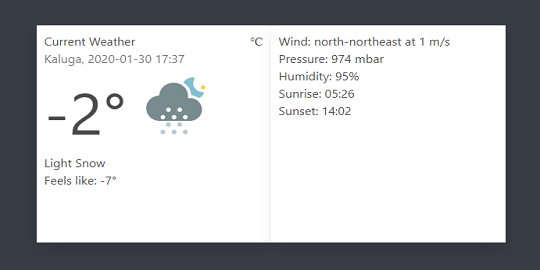 Current Weather
°C
Kaluga, 2020-01-30 17:37
-2°
Light Snow
Feels like: -7°
Wind: north-northeast at 1 m/s
Pressure: 974 mbar
Humidity: 95%
Sunrise: 05:26
Sunset: 14:02